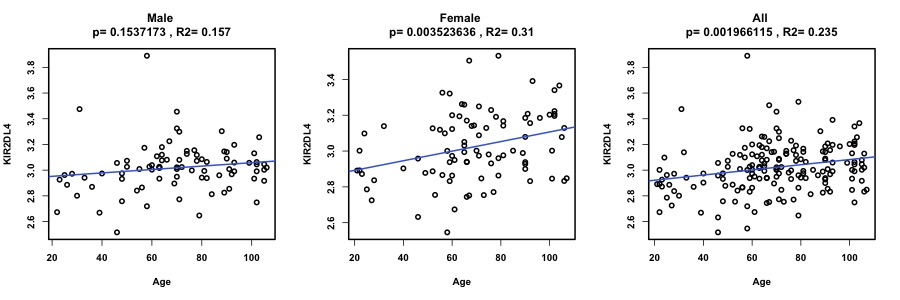 Male
p= 0.1537173 , R2= 0.157
KIR2DL4
3.8
3.6
3.4
3.2
3.0
2.8
2.6
20 40 60 80 100
Age
Female
p= 0.003523636 , R2= 0.31
KIR2DL4
3.4
3.2
3.0
2.8
2.6
20 40 60 80 100
Age
All
p= 0.001966115 , R2= 0.235
KIR2DL4
3.8
3.6
3.4
3.2
3.0
2.8
2.6
20 40 60 80 100
Age